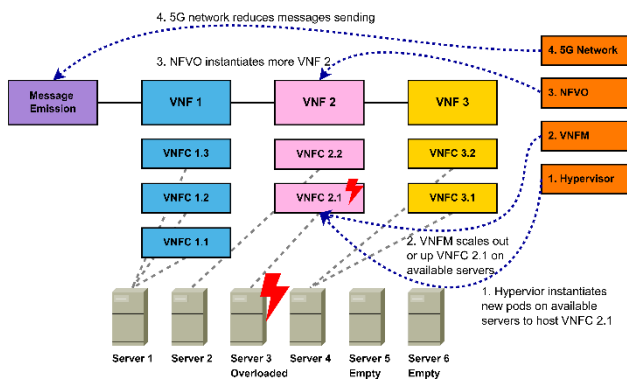 4. 5G network reduces messages sending
4. 5G Network
3. NFVO instantiates more VNF 2
3. NFVO
Message
Emission
VNF 1
VNF 2
VNF 3
2. VNFM
VNFC 1.3
VNFC 2.2
VNFC 3.2
1. Hypervisor
VNFC 1.2
VNFC 2.1
VNFC 3.1
VNFC 1.1
2. VNFM scales out
or up VNFC 2.1 on
available servers
1. Hypervior instantiates
new pods on available
servers to host VNFC 2.1
Server 1
Server 2
Server 3
Overloaded
Server 4
Server 5
Empty
Server 6
Empty